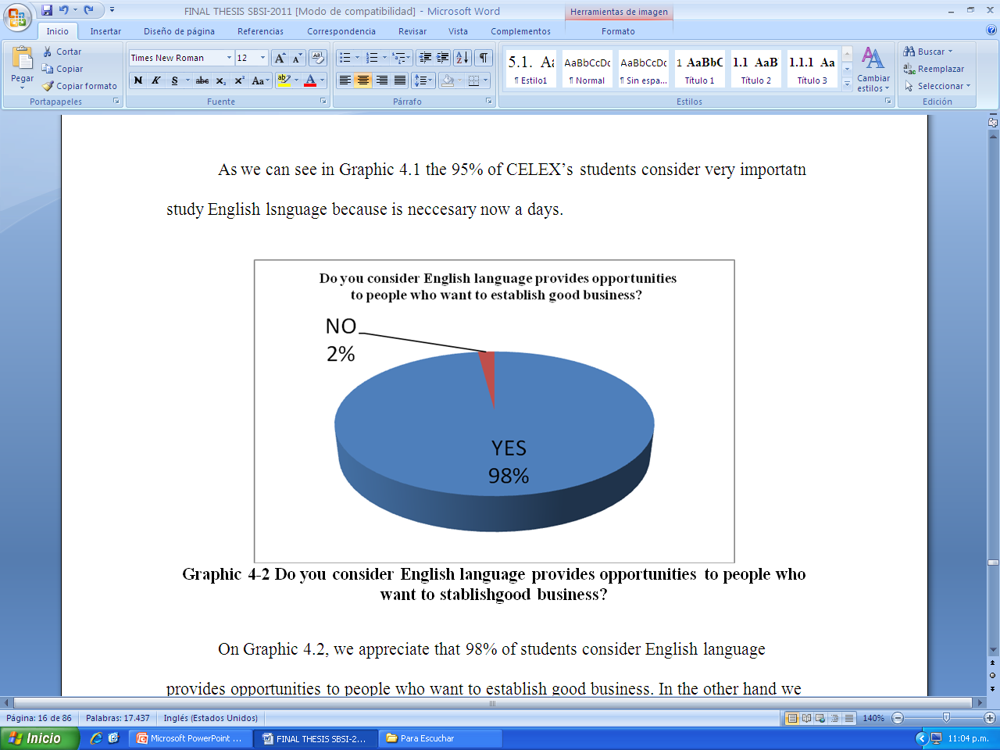 FINAL THESIS SBSI-2011 [Modo de compatibilidad] - Microsoft Word
Herramientas de imagen
Inicio Insertar Diseño de página Referencias Correspondencia Revisar Vista Complementos Formato
Pegar
Cortar
Copiar
Copiar formato
Portapapeles
Times New Roman 12
N K S abc x₂ x² Aa
ab A
Fuente
Párrafo
5.1. Aa AaBbCcDc AaBbCcDc 1 AaBbC 1.1 AaB 1.1.1 Aa
¶ Estilo1 ¶ Normal ¶ Sin espa... Título 1 Título 2 Título 3
Cambiar estilos
Estilos
Buscar
Reemplazar
Seleccionar
Edición
As we can see in Graphic 4.1 the 95% of CELEX’s students consider very importatn
study English lsnguage because is neccesary now a days.
Do you consider English language provides opportunities
to people who want to establish good business?
NO
2%
YES
98%
Graphic 4-2 Do you consider English language provides opportunities to people who
want to stablishgood business?
On Graphic 4.2, we appreciate that 98% of students consider English language
provides opportunities to people who want to establish good business. In the other hand we
Página: 16 de 86 Palabras: 17.437 Inglés (Estados Unidos) 140%
Inicio Microsoft PowerPoint ... FINAL THESIS SBSI-2... Para Escuchar 11:04 p.m.